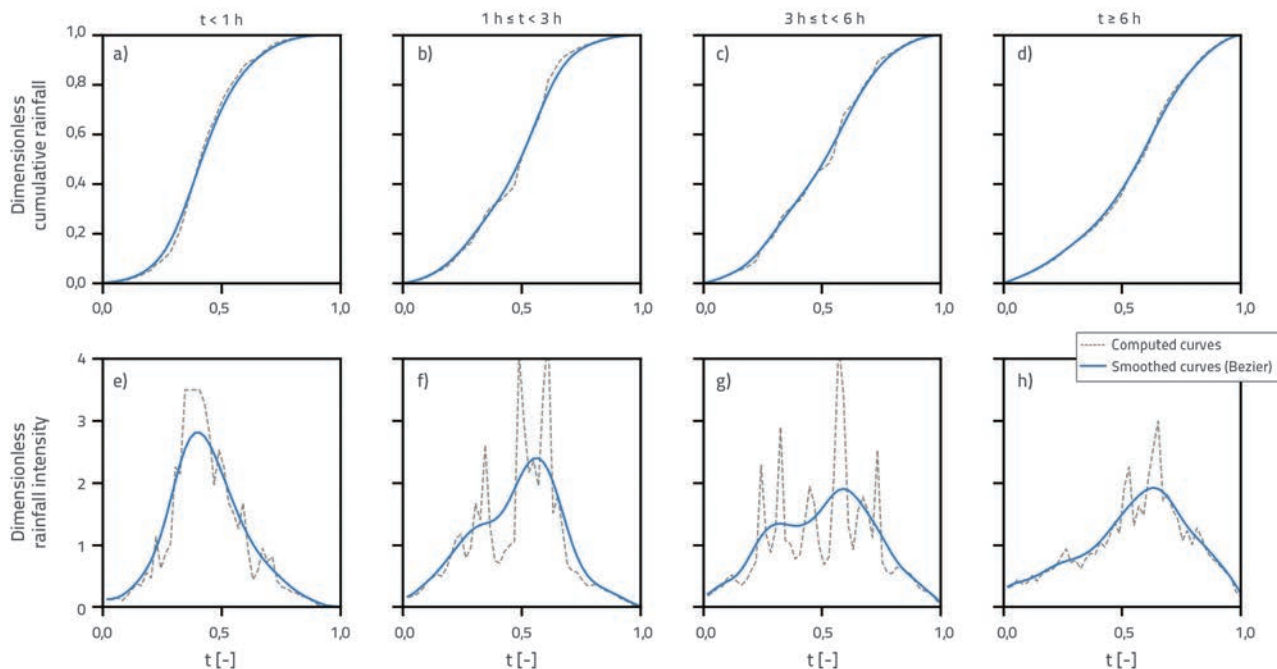 t < 1 h
1 h ≤ t < 3 h
3 h ≤ t < 6 h
t ≥ 6 h
Dimensionless
cumulative rainfall
1,0
0,8
0,6
0,4
0,2
0,0
a)
b)
c)
d)
0,0 0,5 1,0
0,0 0,5 1,0
0,0 0,5 1,0
0,0 0,5 1,0
Computed curves
Smoothed curves (Bezier)
Dimensionless
rainfall intensity
4
3
2
1
0
e)
f)
g)
h)
0,0 0,5 1,0
0,0 0,5 1,0
0,0 0,5 1,0
0,0 0,5 1,0
t [-]
t [-]
t [-]
t [-]